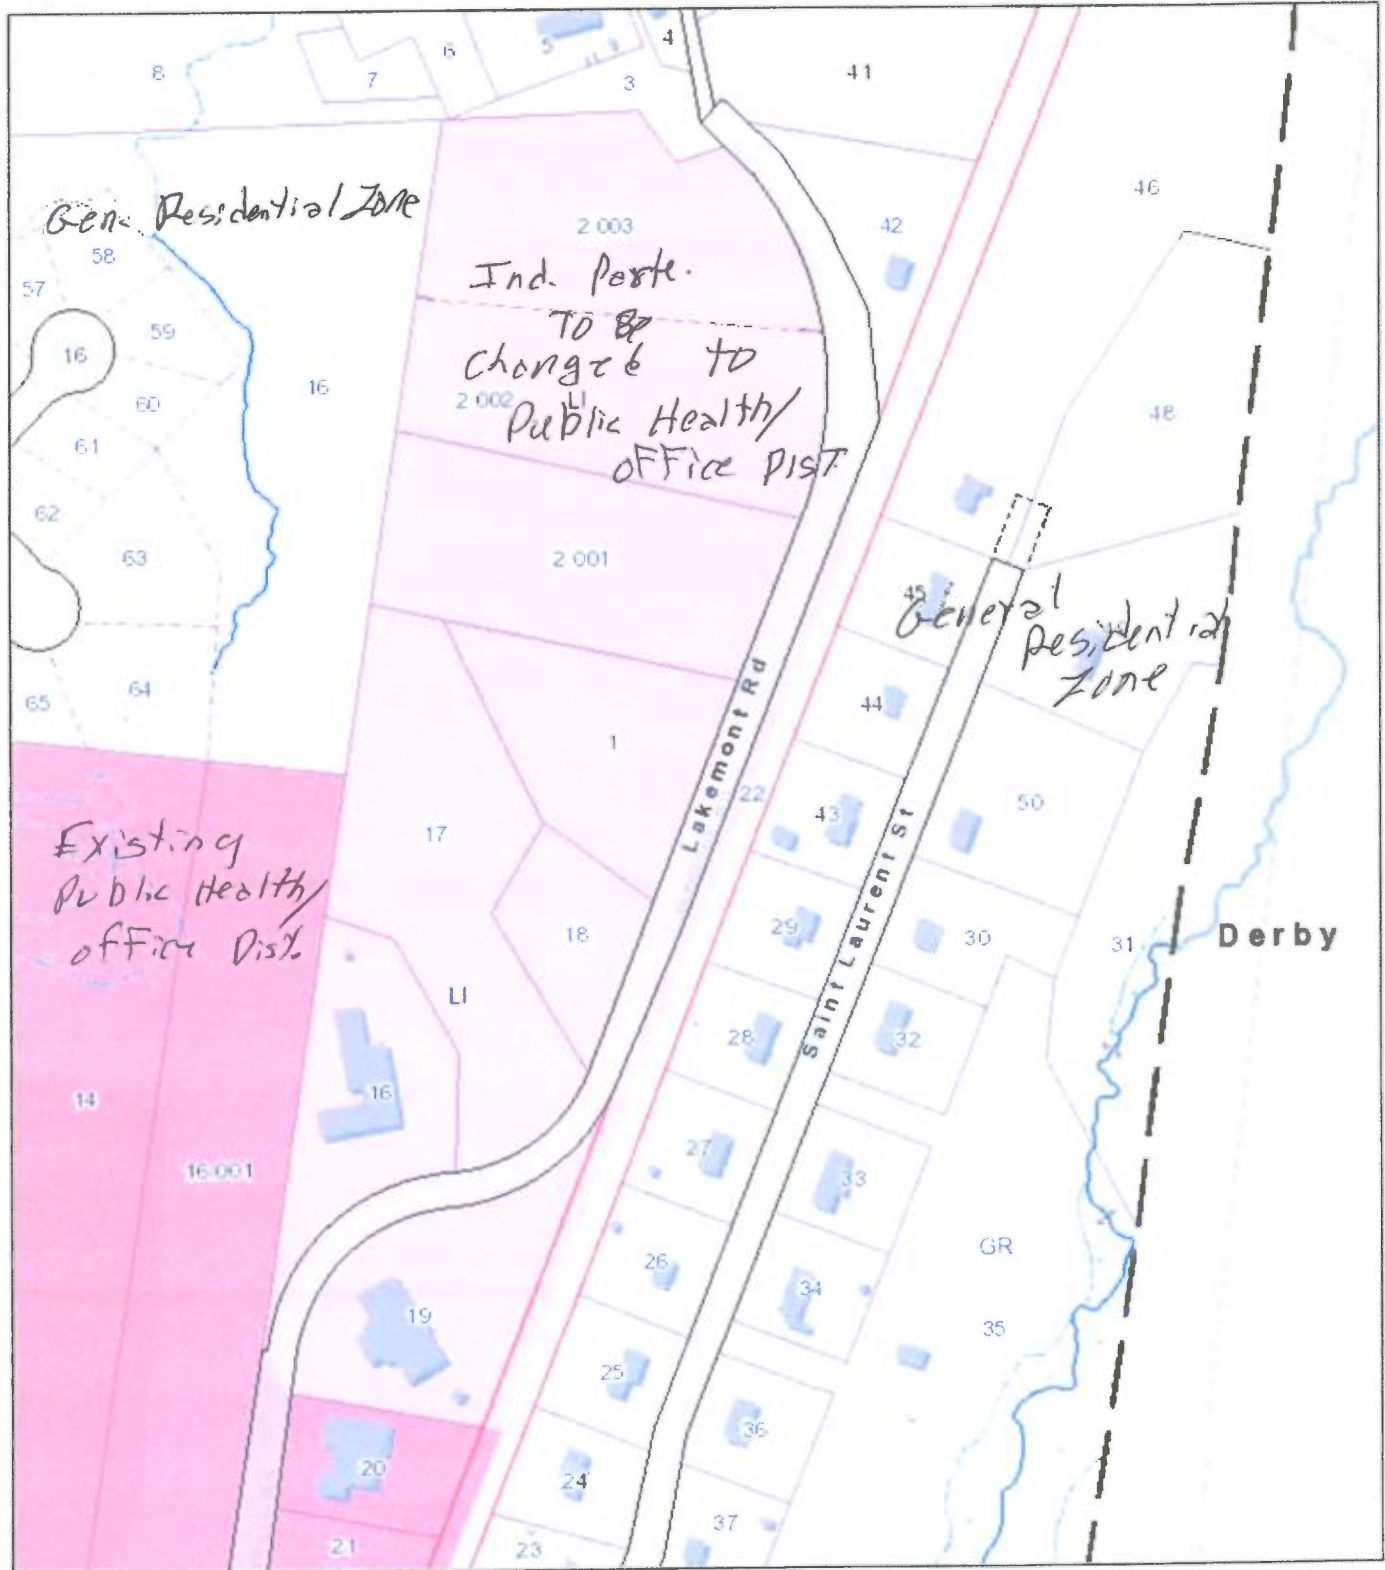 8
7
6
5
4
3
41
46
Gen. Residential Zone
58
2 003
42
57
59
Ind. Park.
16
16
TO Be
Changed to
60
2 002
LI
48
Public Health/
61
OFFice DIST
62
63
2 001
45
General
Residential
Zone
64
65
44
1
Lakemont Rd
22
17
43
50
Existing
Public Health/
office Dist.
18
29
30
31
Derby
Saint Laurent St
LI
28
32
14
16
27
33
16.001
26
34
GR
19
35
25
20
36
24
21
23
37